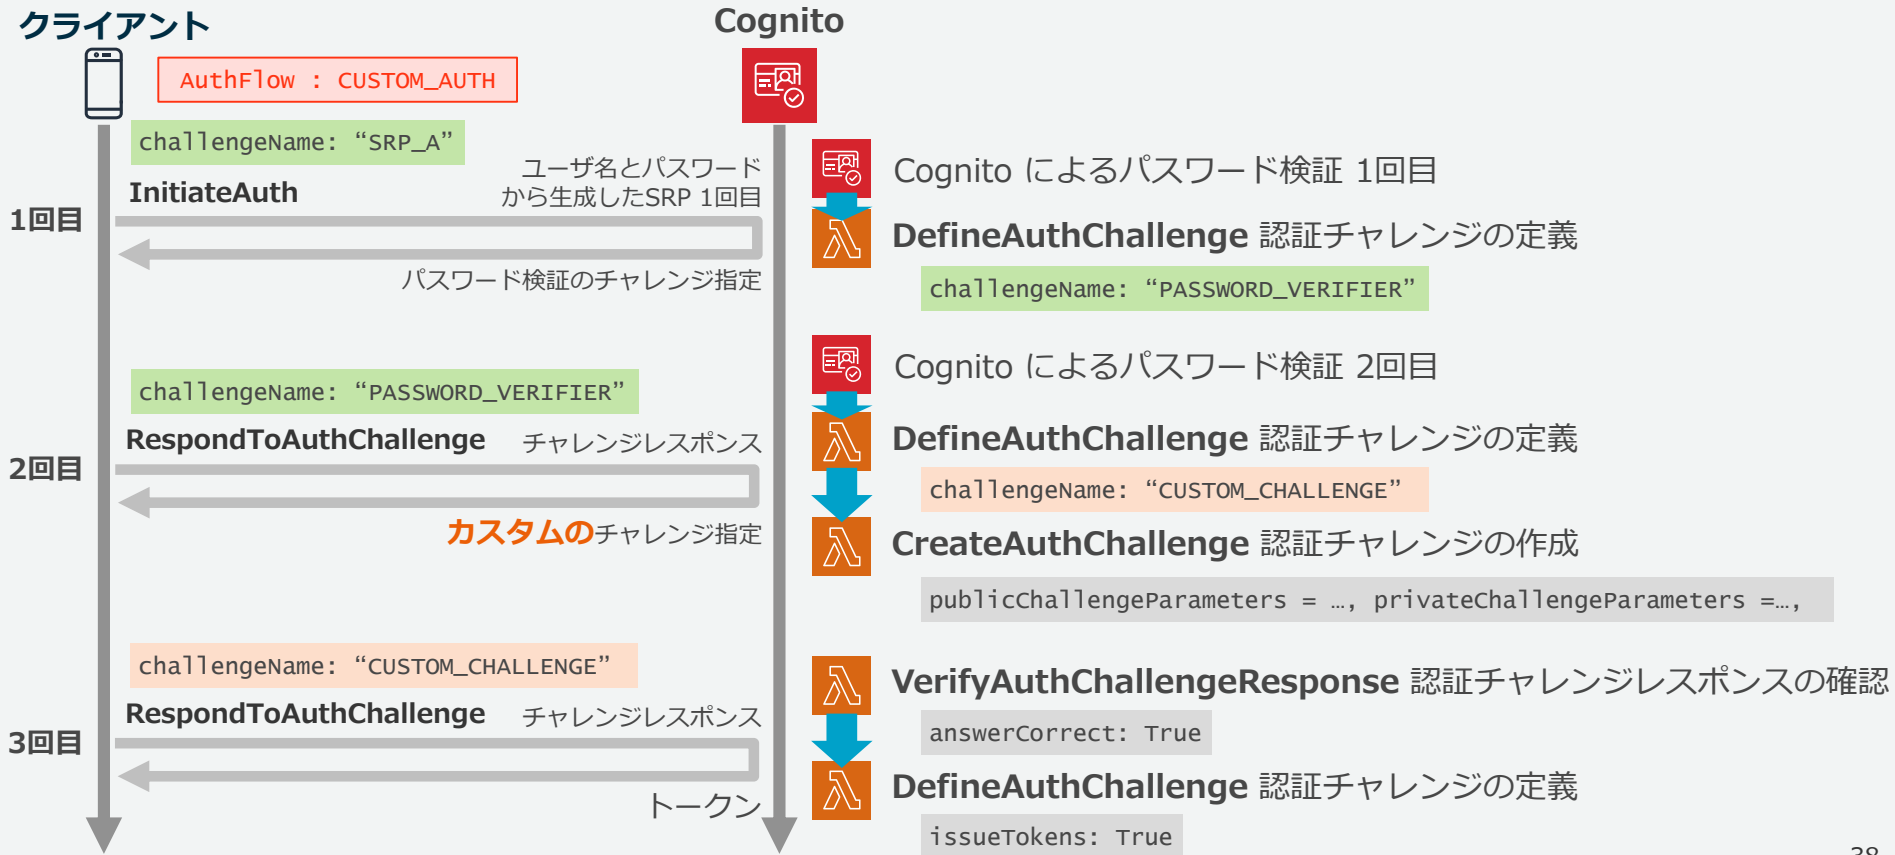 クライアント
Cognito
AuthFlow : CUSTOM_AUTH
challengeName: “SRP_A”
ユーザ名とパスワード
から生成したSRP 1回目
InitiateAuth
1回目
パスワード検証のチャレンジ指定
Cognito によるパスワード検証 1回目
DefineAuthChallenge 認証チャレンジの定義
challengeName: “PASSWORD_VERIFIER”
challengeName: “PASSWORD_VERIFIER”
RespondToAuthChallenge チャレンジレスポンス
2回目
カスタムのチャレンジ指定
Cognito によるパスワード検証 2回目
DefineAuthChallenge 認証チャレンジの定義
challengeName: “CUSTOM_CHALLENGE”
CreateAuthChallenge 認証チャレンジの作成
publicChallengeParameters = …, privateChallengeParameters =…,
challengeName: “CUSTOM_CHALLENGE”
RespondToAuthChallenge チャレンジレスポンス
3回目
トークン
VerifyAuthChallengeResponse 認証チャレンジレスポンスの確認
answerCorrect: True
DefineAuthChallenge 認証チャレンジの定義
issueTokens: True